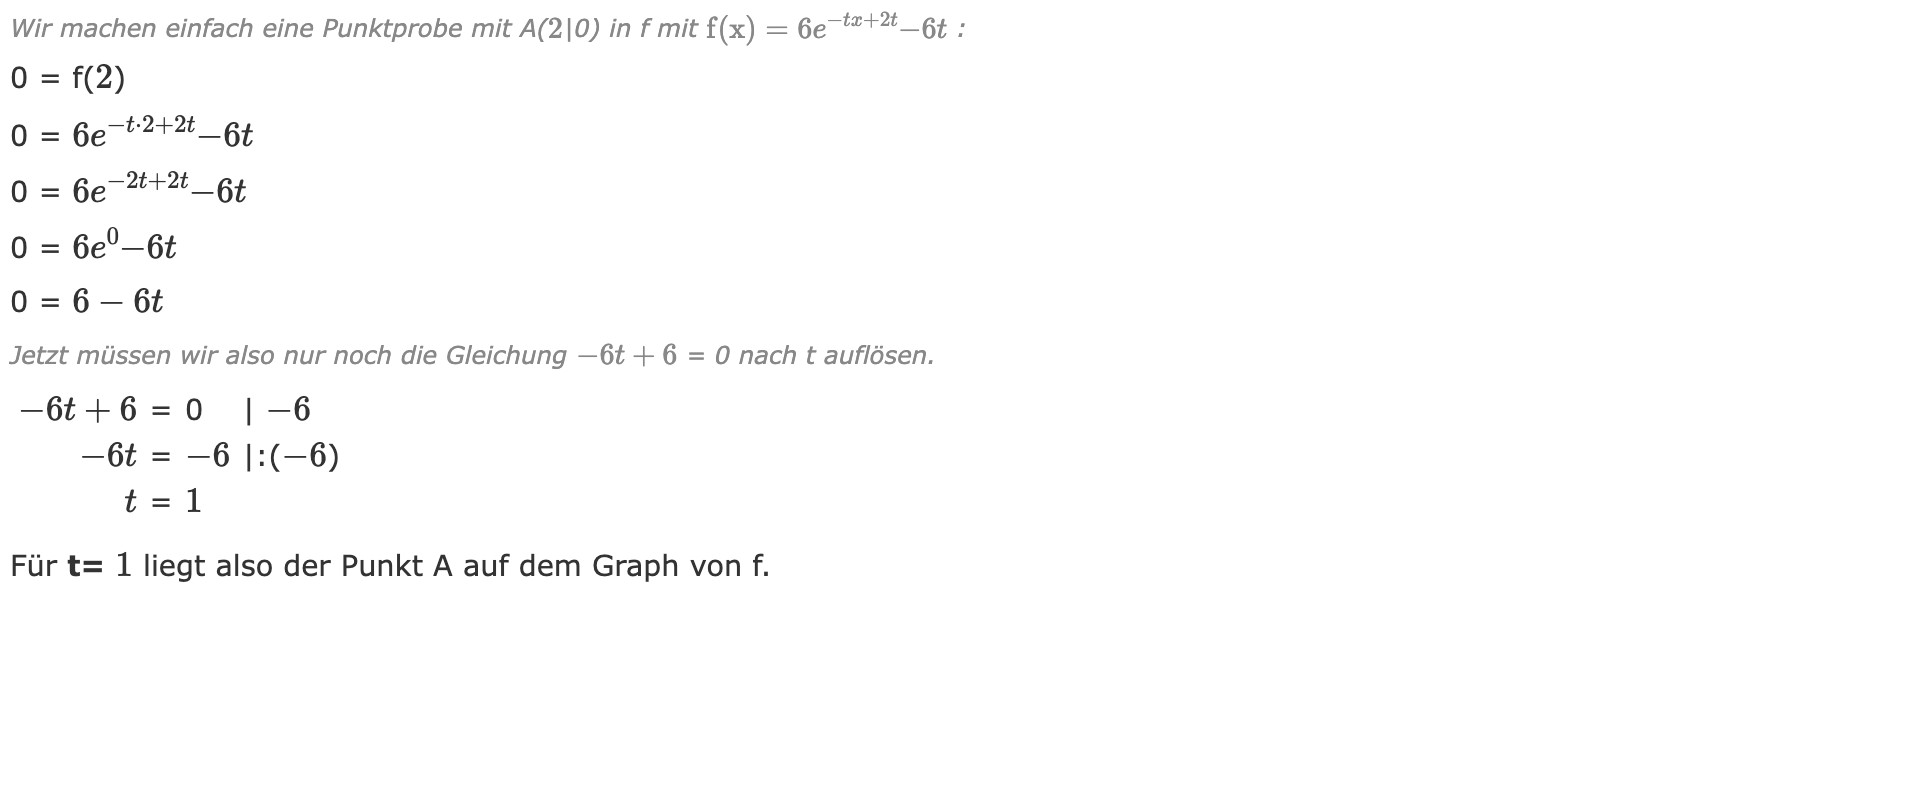 Wir machen einfach eine Punktprobe mit A(2|0) in f mit f(x) = 6e^{−tx+2t}−6t :
0 = f(2)
0 = 6e^{−t·2+2t}−6t
0 = 6e^{−2t+2t}−6t
0 = 6e^{0}−6t
0 = 6 − 6t
Jetzt müssen wir also nur noch die Gleichung −6t + 6 = 0 nach t auflösen.
−6t + 6 = 0 | −6
−6t = −6 |:(−6)
t = 1
Für t= 1 liegt also der Punkt A auf dem Graph von f.